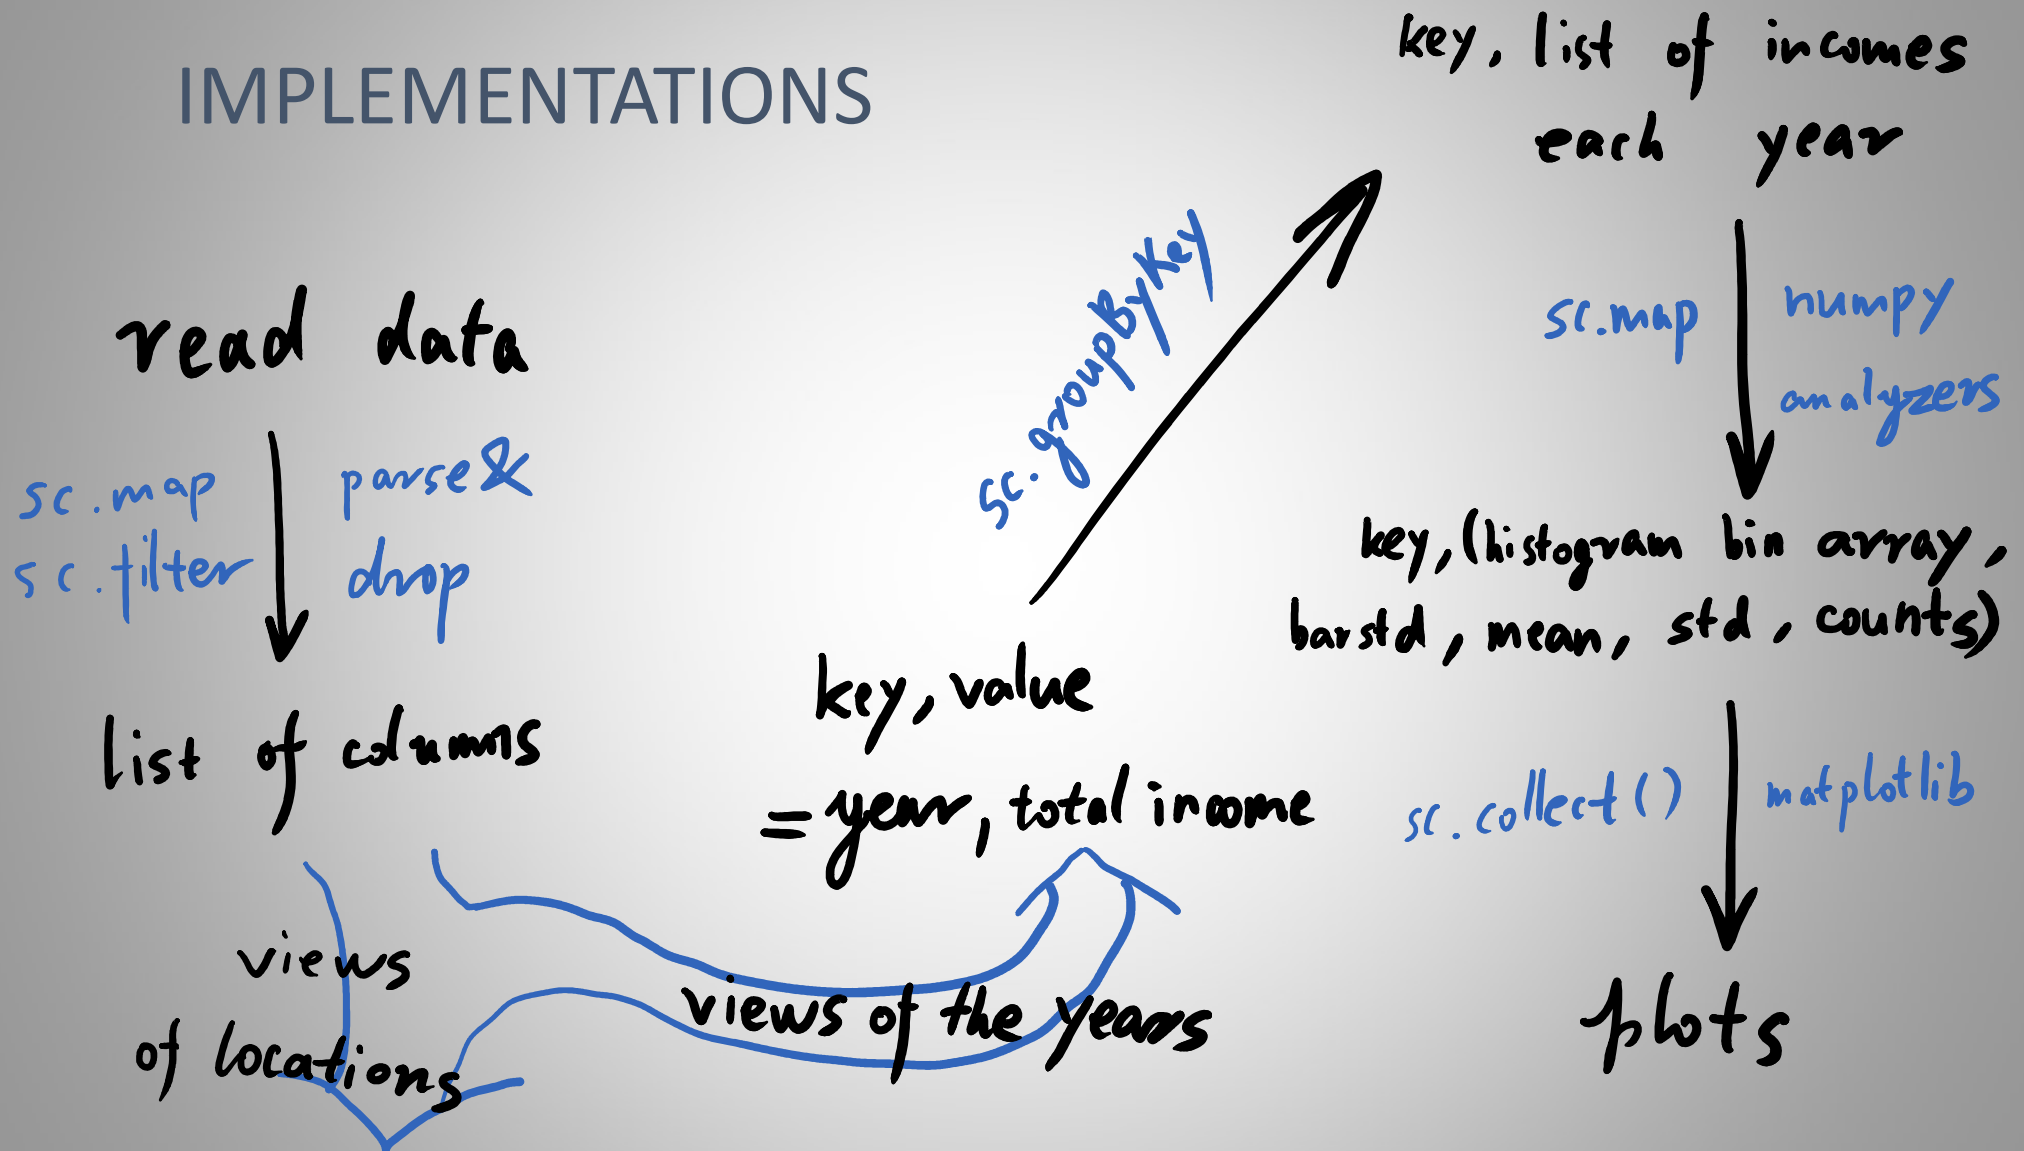 IMPLEMENTATIONS
read data
sc.map
sc.filter
parse &
drop
list of columns
views
of locations
views of the years
key, value
= year, total income
sc.groupByKey
key, list of incomes
each year
sc.map
numpy
analyzers
key, (histogram bin array,
barstd, mean, std, counts)
sc.collect()
matplotlib
plots